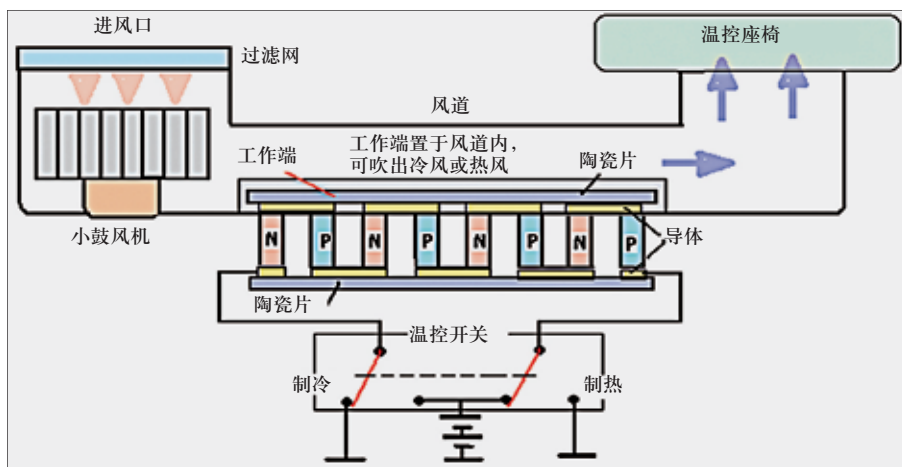 进风口
过滤网
温控座椅
风道
工作端
工作端置于风道内，
可吹出冷风或热风
陶瓷片
小鼓风机
N
P
N
P
N
P
N
P
导体
陶瓷片
温控开关
制冷
制热